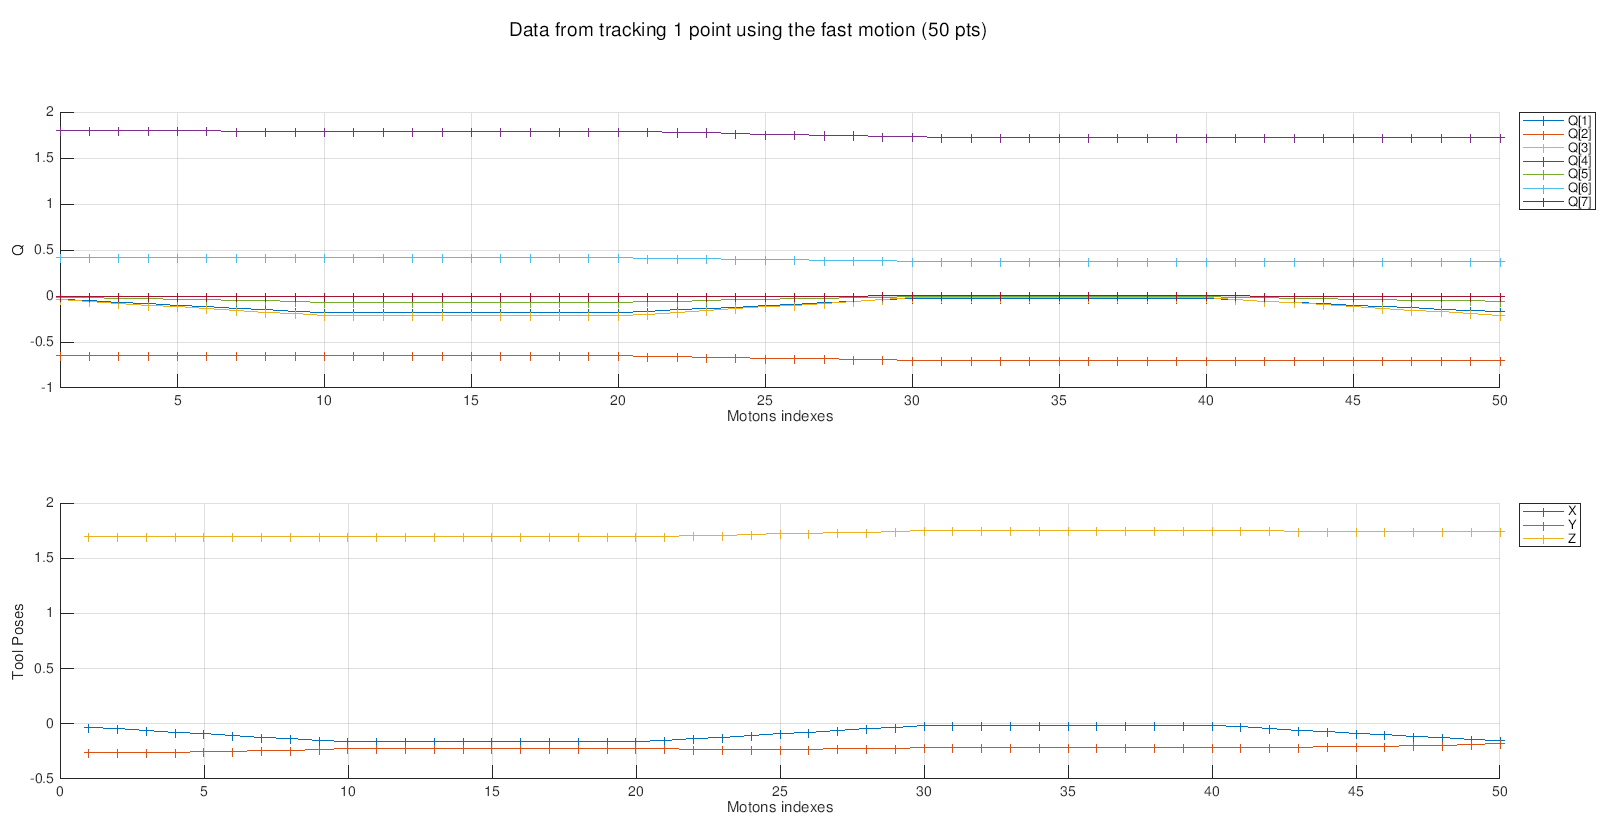 Data from tracking 1 point using the fast motion (50 pts)
2
1.5
1
0.5
0
-0.5
-1
Q
5 10 15 20 25 30 35 40 45 50
Motons indexes
Q[1]
Q[2]
Q[3]
Q[4]
Q[5]
Q[6]
Q[7]
2
1.5
1
0.5
0
-0.5
Tool Poses
0 5 10 15 20 25 30 35 40 45 50
Motons indexes
X
Y
Z